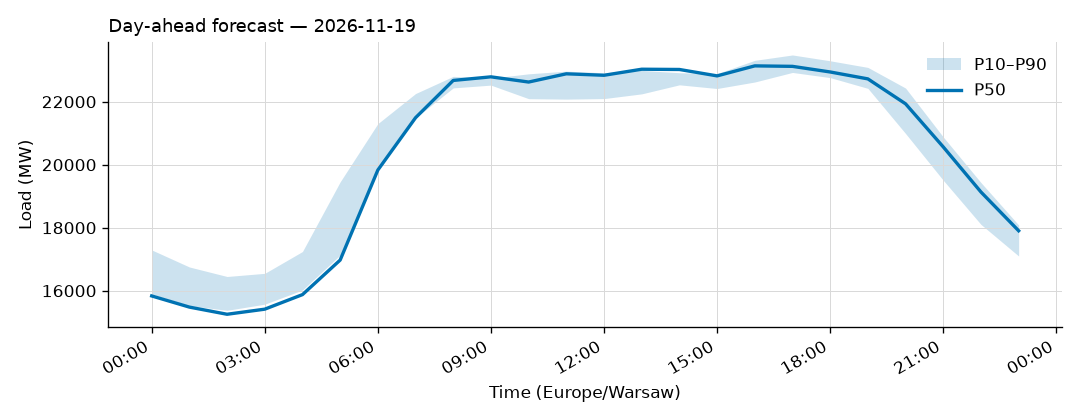 Day-ahead forecast — 2026-11-19
P10–P90
P50
Load (MW)
22000
20000
18000
16000
00:00
03:00
06:00
09:00
12:00
15:00
18:00
21:00
00:00
Time (Europe/Warsaw)